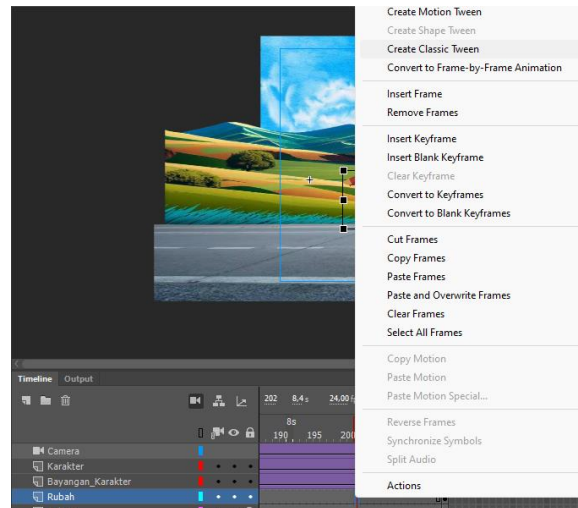 Create Motion Tween
Create Shape Tween
Create Classic Tween
Convert to Frame-by-Frame Animation
Insert Frame
Remove Frames
Insert Keyframe
Insert Blank Keyframe
Clear Keyframe
Convert to Keyframes
Convert to Blank Keyframes
Cut Frames
Copy Frames
Paste Frames
Paste and Overwrite Frames
Clear Frames
Select All Frames
Copy Motion
Paste Motion
Paste Motion Special...
Reverse Frames
Synchronize Symbols
Split Audio
Actions
Timeline Output
202 8,4 s 24,00 f
8s
190 195 200
Camera
Karakter
Bayangan_Karakter
Rubah